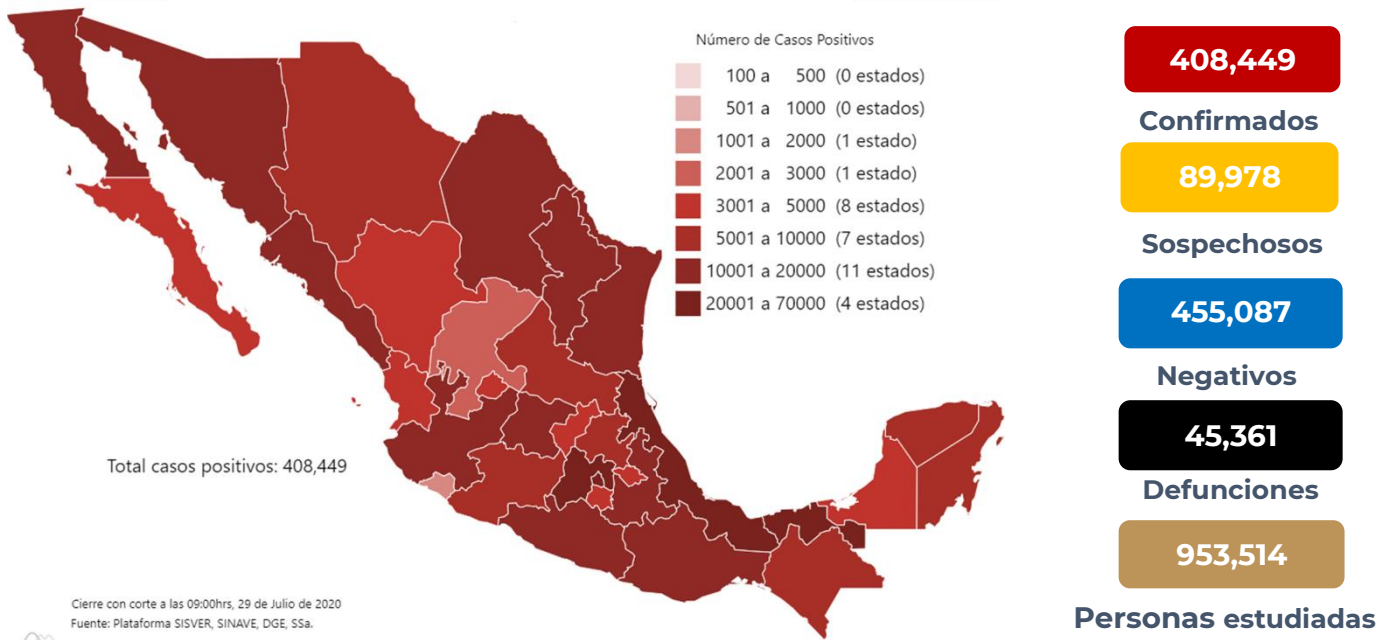 Número de Casos Positivos
100 a 500 (0 estados)
501 a 1000 (0 estados)
1001 a 2000 (1 estado)
2001 a 3000 (1 estado)
3001 a 5000 (8 estados)
5001 a 10000 (7 estados)
10001 a 20000 (11 estados)
20001 a 70000 (4 estados)
Total casos positivos: 408,449
Cierre con corte a las 09:00hrs, 29 de Julio de 2020
Fuente: Plataforma SISVER, SINAVE, DGE, SSa.
408,449
Confirmados
89,978
Sospechosos
455,087
Negativos
45,361
Defunciones
953,514
Personas estudiadas